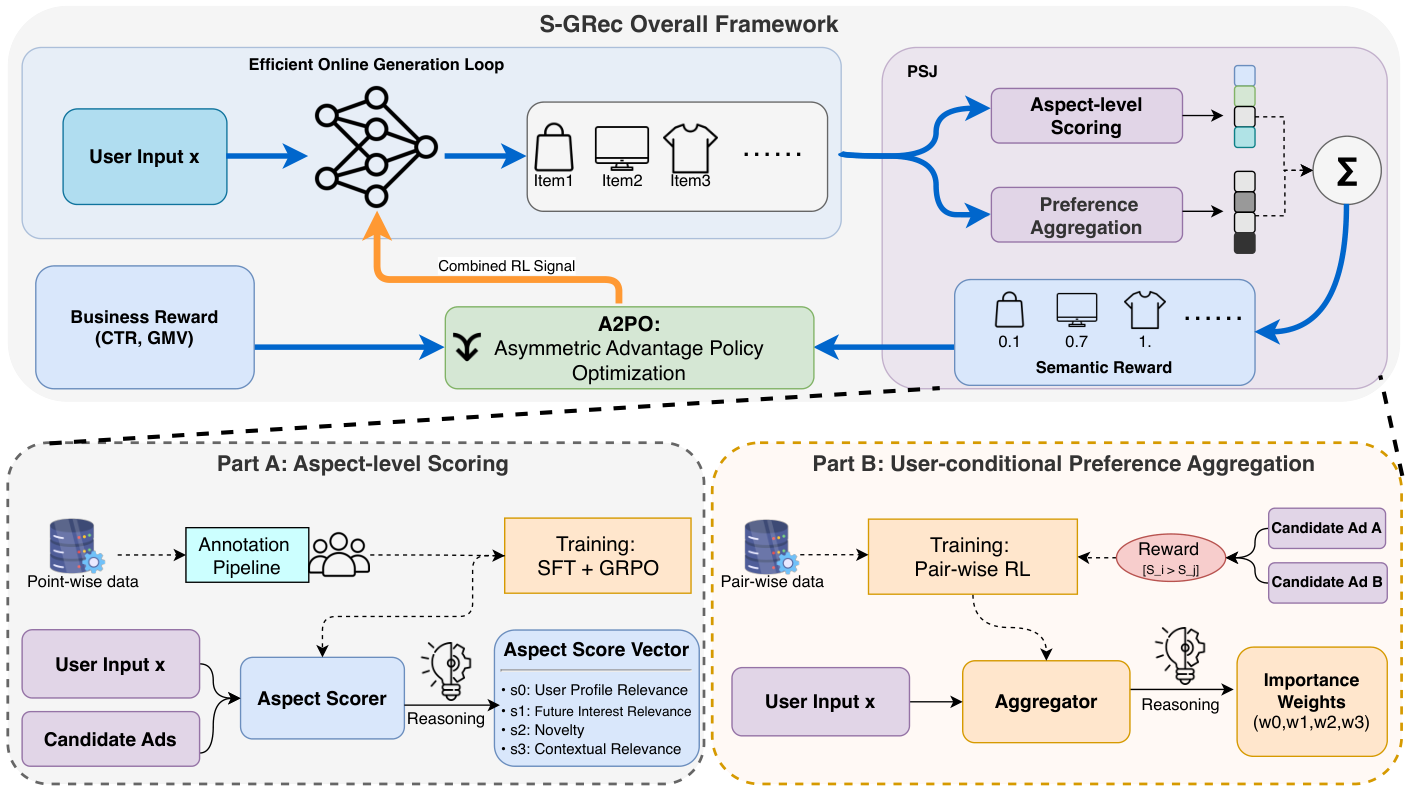 S-GRec Overall Framework
Efficient Online Generation Loop
User Input x
Item1
Item2
Item3
......
PSJ
Aspect-level
Scoring
Preference
Aggregation
Σ
Combined RL Signal
Business Reward
(CTR, GMV)
A2PO:
Asymmetric Advantage Policy
Optimization
0.1
0.7
1.
......
Semantic Reward
Part A: Aspect-level Scoring
Point-wise data
Annotation
Pipeline
Training:
SFT + GRPO
User Input x
Candidate Ads
Aspect Scorer
Reasoning
Aspect Score Vector
• s0: User Profile Relevance
• s1: Future Interest Relevance
• s2: Novelty
• s3: Contextual Relevance
Part B: User-conditional Preference Aggregation
Pair-wise data
Training:
Pair-wise RL
Reward
[S_i > S_j]
Candidate Ad A
Candidate Ad B
User Input x
Aggregator
Reasoning
Importance
Weights
(w0,w1,w2,w3)